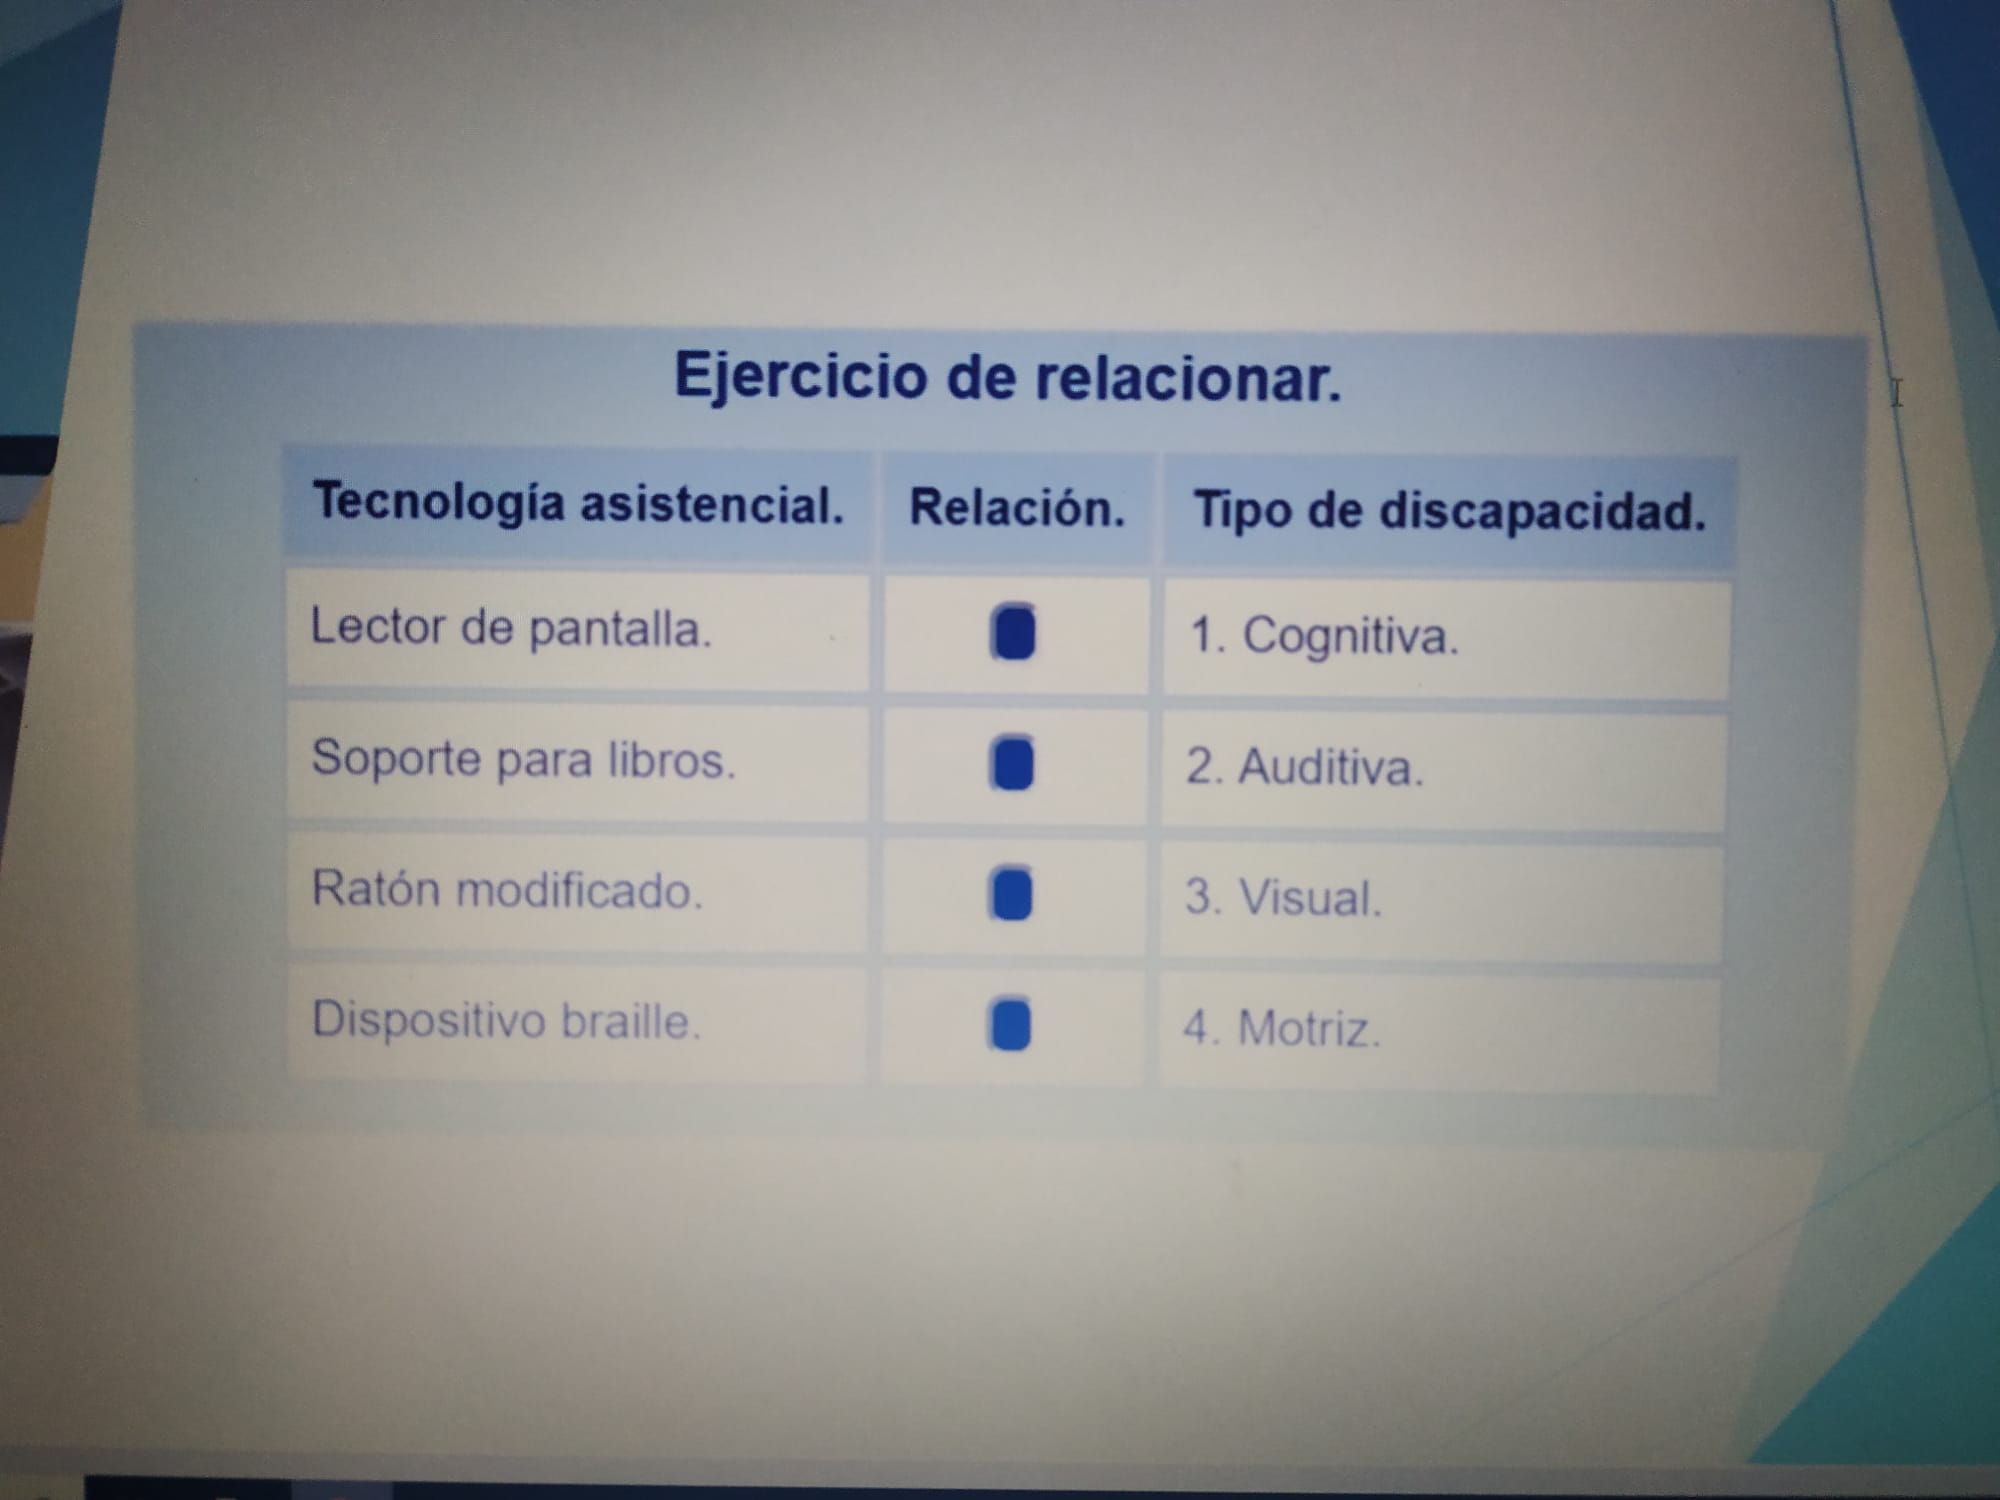 Ejercicio de relacionar.
Tecnología asistencial. Relación. Tipo de discapacidad.
Lector de pantalla. 1. Cognitiva.
Soporte para libros. 2. Auditiva.
Ratón modificado. 3. Visual.
Dispositivo braille. 4. Motriz.